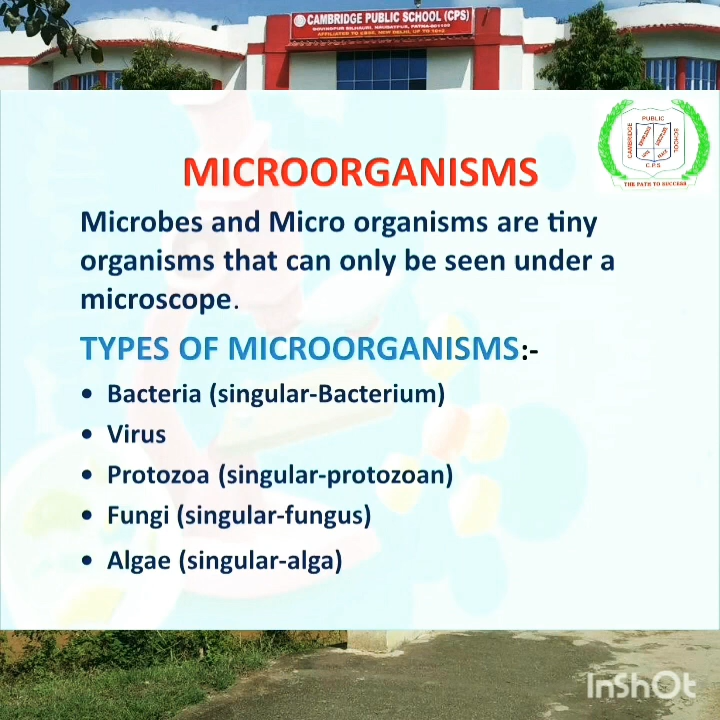 CAMBRIDGE PUBLIC SCHOOL (CPS)
MICROORGANISMS
Microbes and Micro organisms are tiny
organisms that can only be seen under a
microscope.
TYPES OF MICROORGANISMS:-
• Bacteria (singular-Bacterium)
• Virus
• Protozoa (singular-protozoan)
• Fungi (singular-fungus)
• Algae (singular-alga)
CAMBRIDGE PUBLIC SCHOOL
C.P.S
THE PATH TO SUCCESS
InShOt